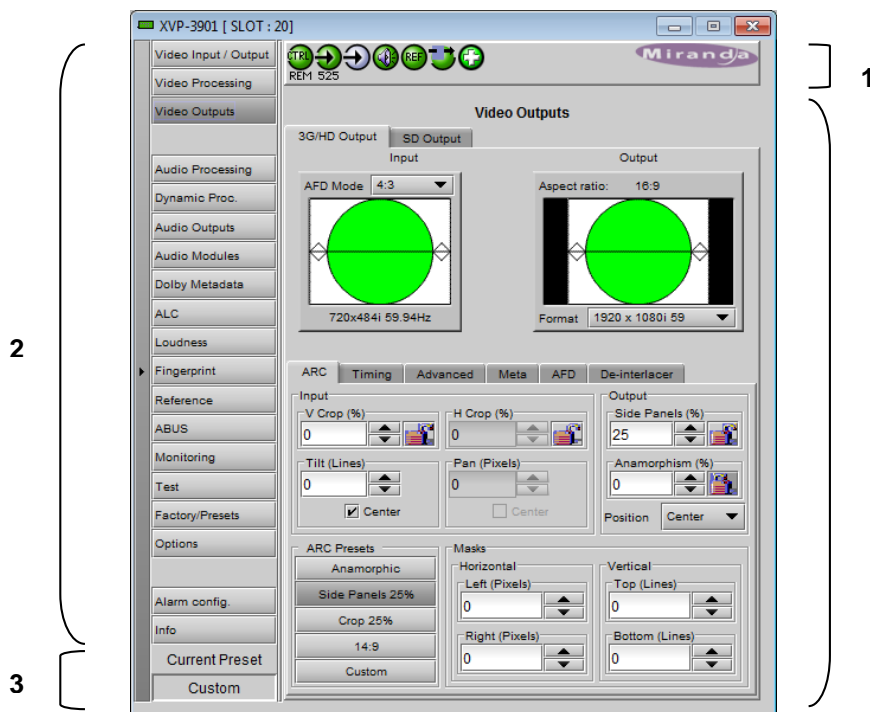 XVP-3901 [ SLOT : 20]
Video Input / Output
Video Processing
Video Outputs
Audio Processing
Dynamic Proc.
Audio Outputs
Audio Modules
Dolby Metadata
ALC
Loudness
Fingerprint
Reference
ABUS
Monitoring
Test
Factory/Presets
Options
Alarm config.
Info
Current Preset
Custom
CTRL
REF
REM 525
Miranda
Video Outputs
3G/HD Output SD Output
Input
AFD Mode 4:3
720x484i 59.94Hz
Output
Aspect ratio: 16:9
Format 1920 x 1080i 59
ARC Timing Advanced Meta AFD De-interlacer
Input
V Crop (%)
0
H Crop (%)
0
Tilt (Lines)
0
Center
Pan (Pixels)
0
Center
Output
Side Panels (%)
25
Anamorphism (%)
0
Position Center
ARC Presets
Anamorphic
Side Panels 25%
Crop 25%
14:9
Custom
Masks
Horizontal
Left (Pixels)
0
Right (Pixels)
0
Vertical
Top (Lines)
0
Bottom (Lines)
0
1
2
3